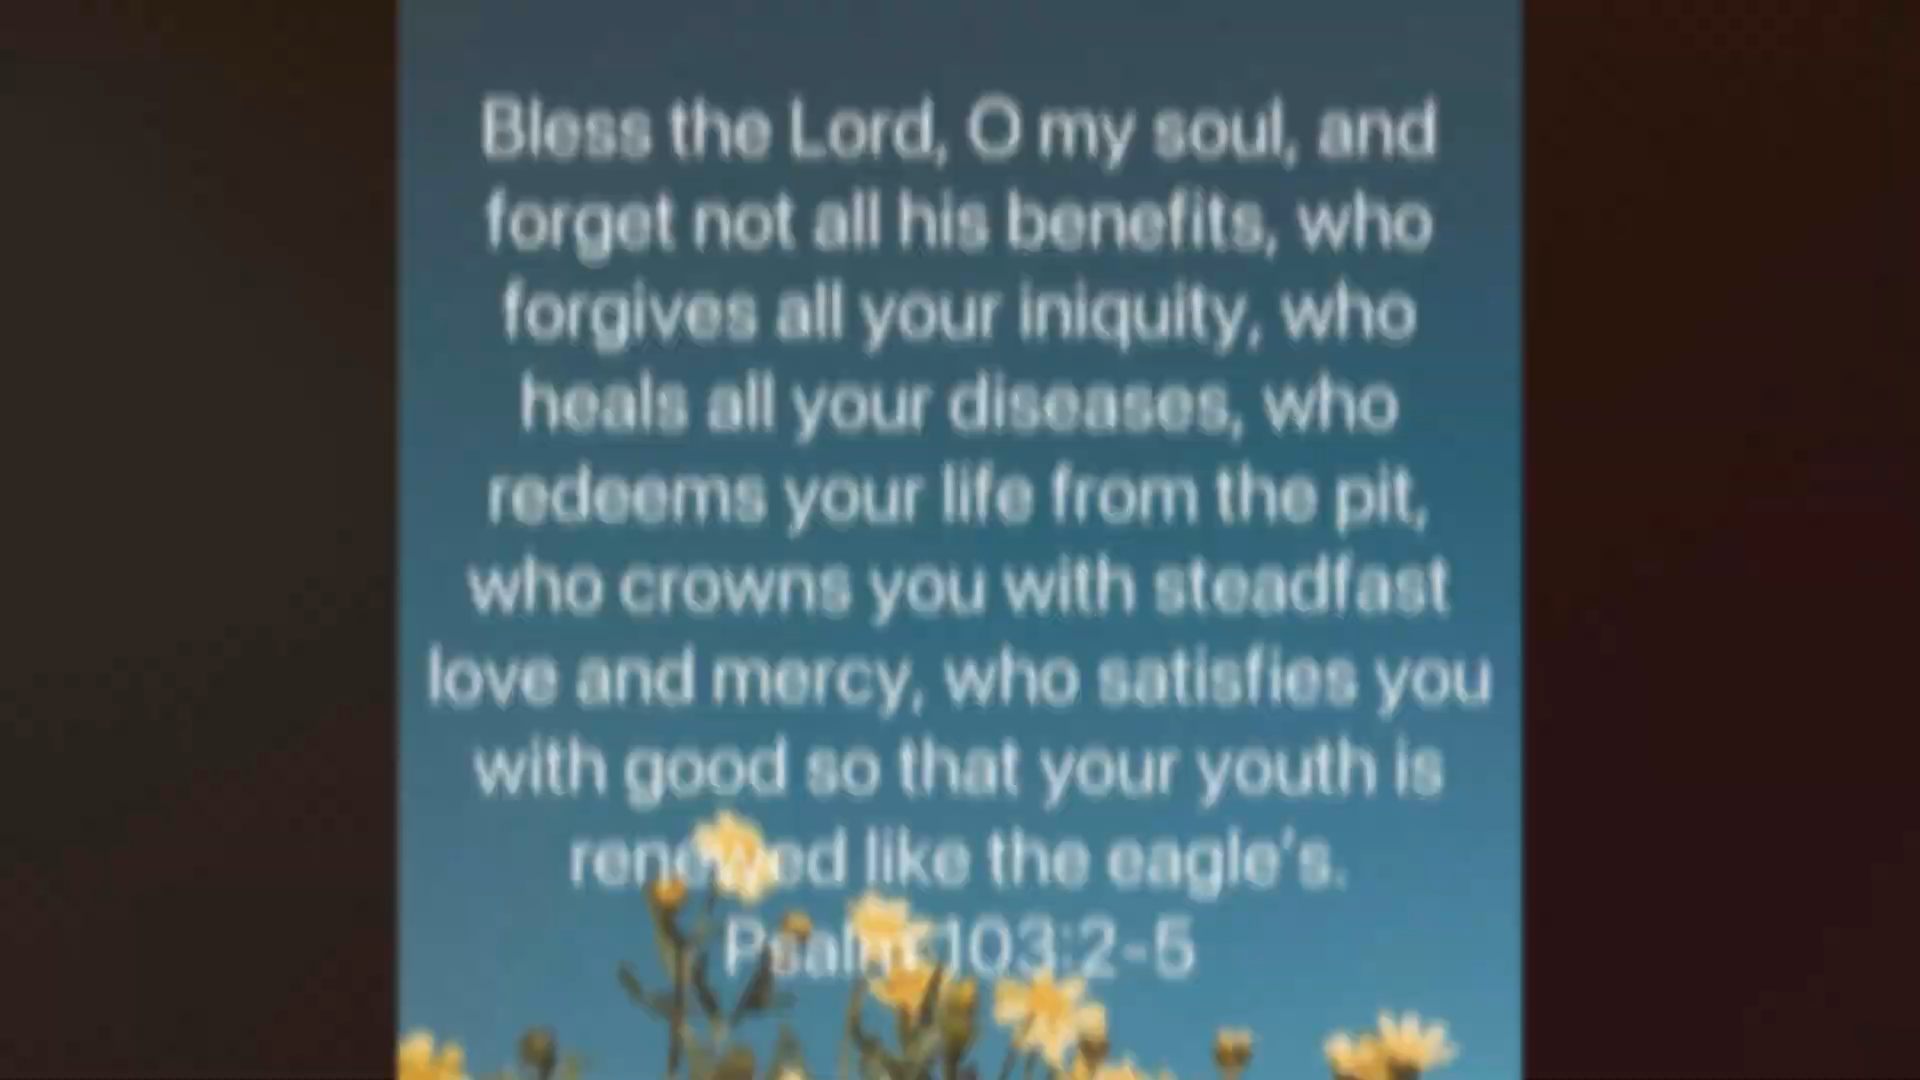 Bless the Lord, O my soul, and
forget not all his benefits, who
forgives all your iniquity, who
heals all your diseases, who
redeems your life from the pit,
who crowns you with steadfast
love and mercy, who satisfies you
with good so that your youth is
renewed like the eagle's.
Psalm 103:2-5